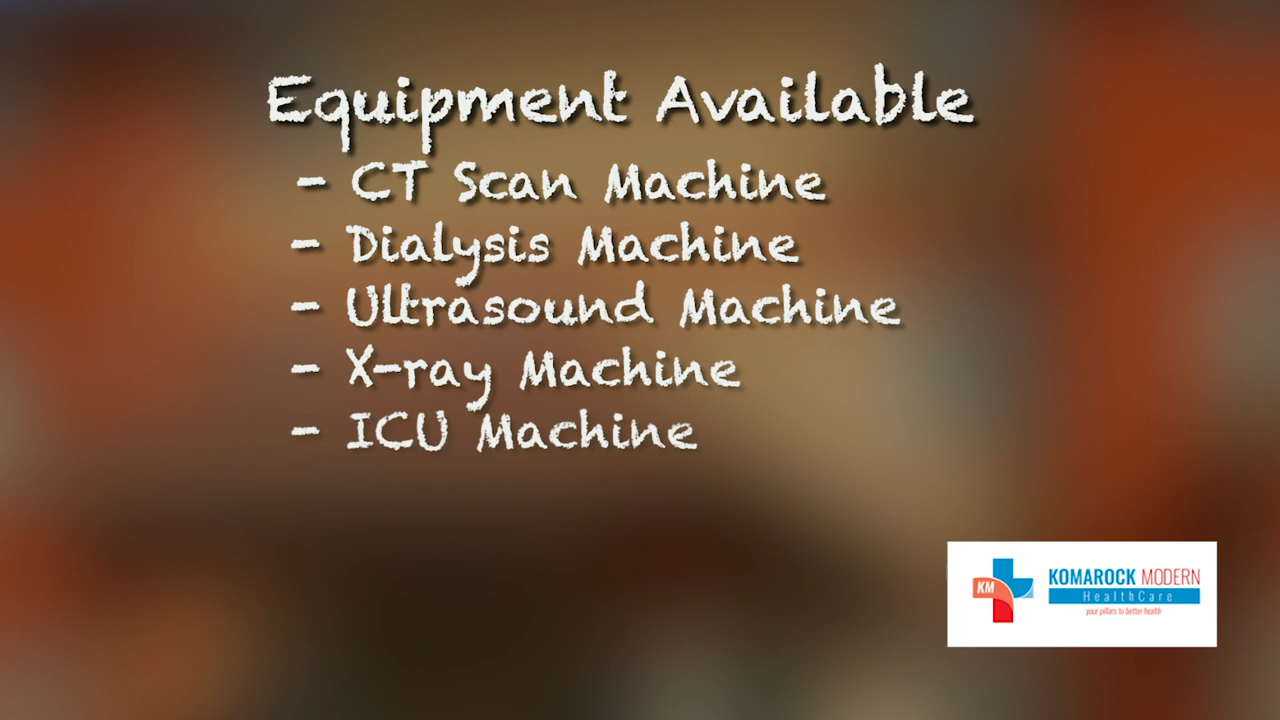 Equipment Available
- CT Scan Machine
- Dialysis Machine
- Ultrasound Machine
- X-ray Machine
- ICU Machine
KM
KOMAROCK MODERN
HealthCare
your pillars to better health